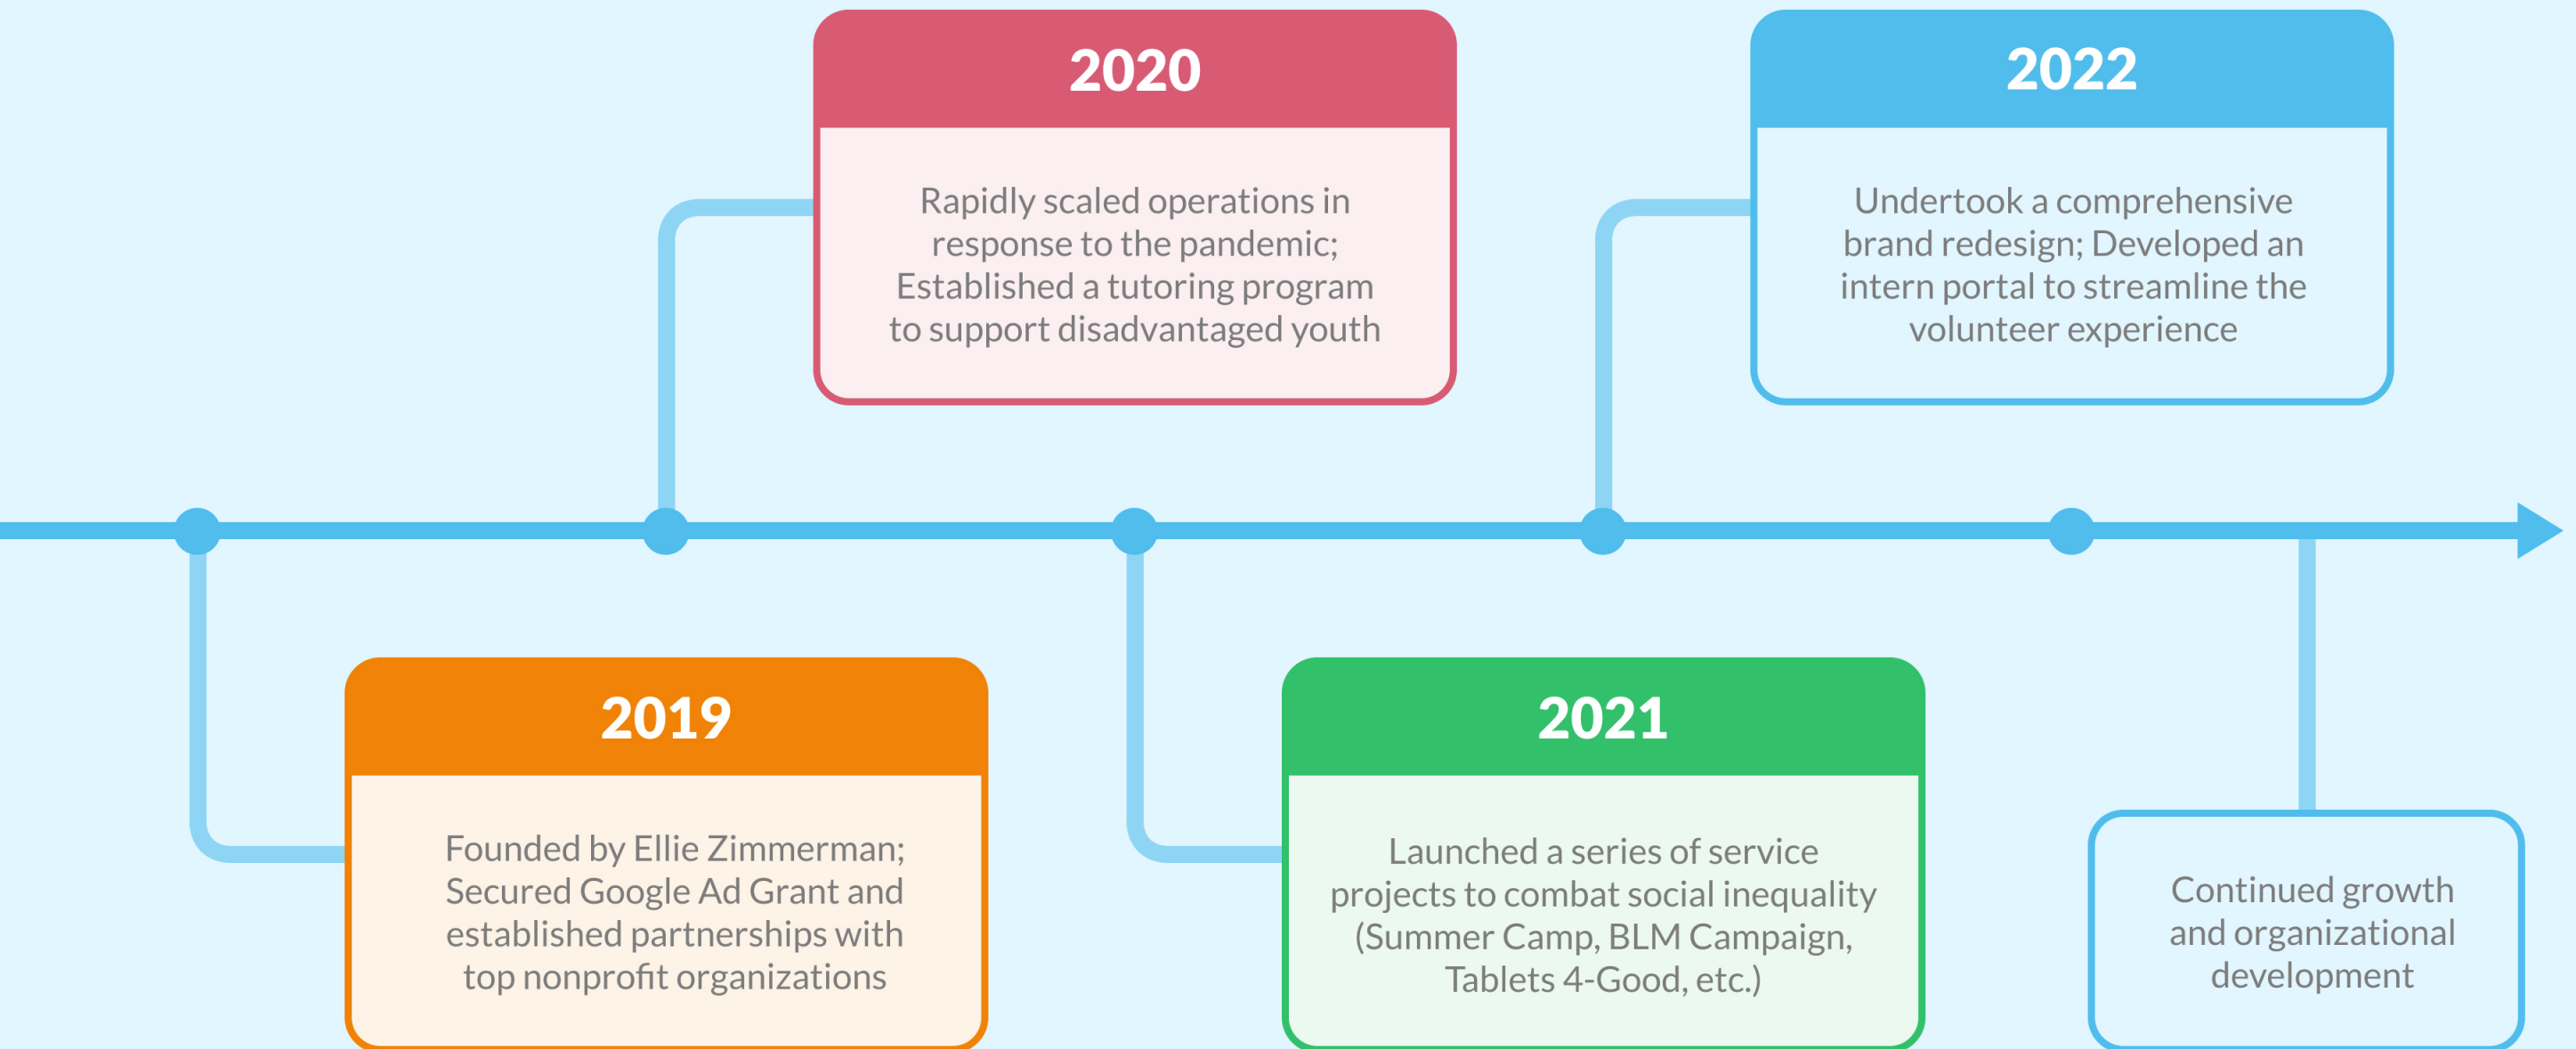 2019
Founded by Ellie Zimmerman;
Secured Google Ad Grant and
established partnerships with
top nonprofit organizations
2020
Rapidly scaled operations in
response to the pandemic;
Established a tutoring program
to support disadvantaged youth
2021
Launched a series of service
projects to combat social inequality
(Summer Camp, BLM Campaign,
Tablets 4-Good, etc.)
2022
Undertook a comprehensive
brand redesign; Developed an
intern portal to streamline the
volunteer experience
Continued growth
and organizational
development